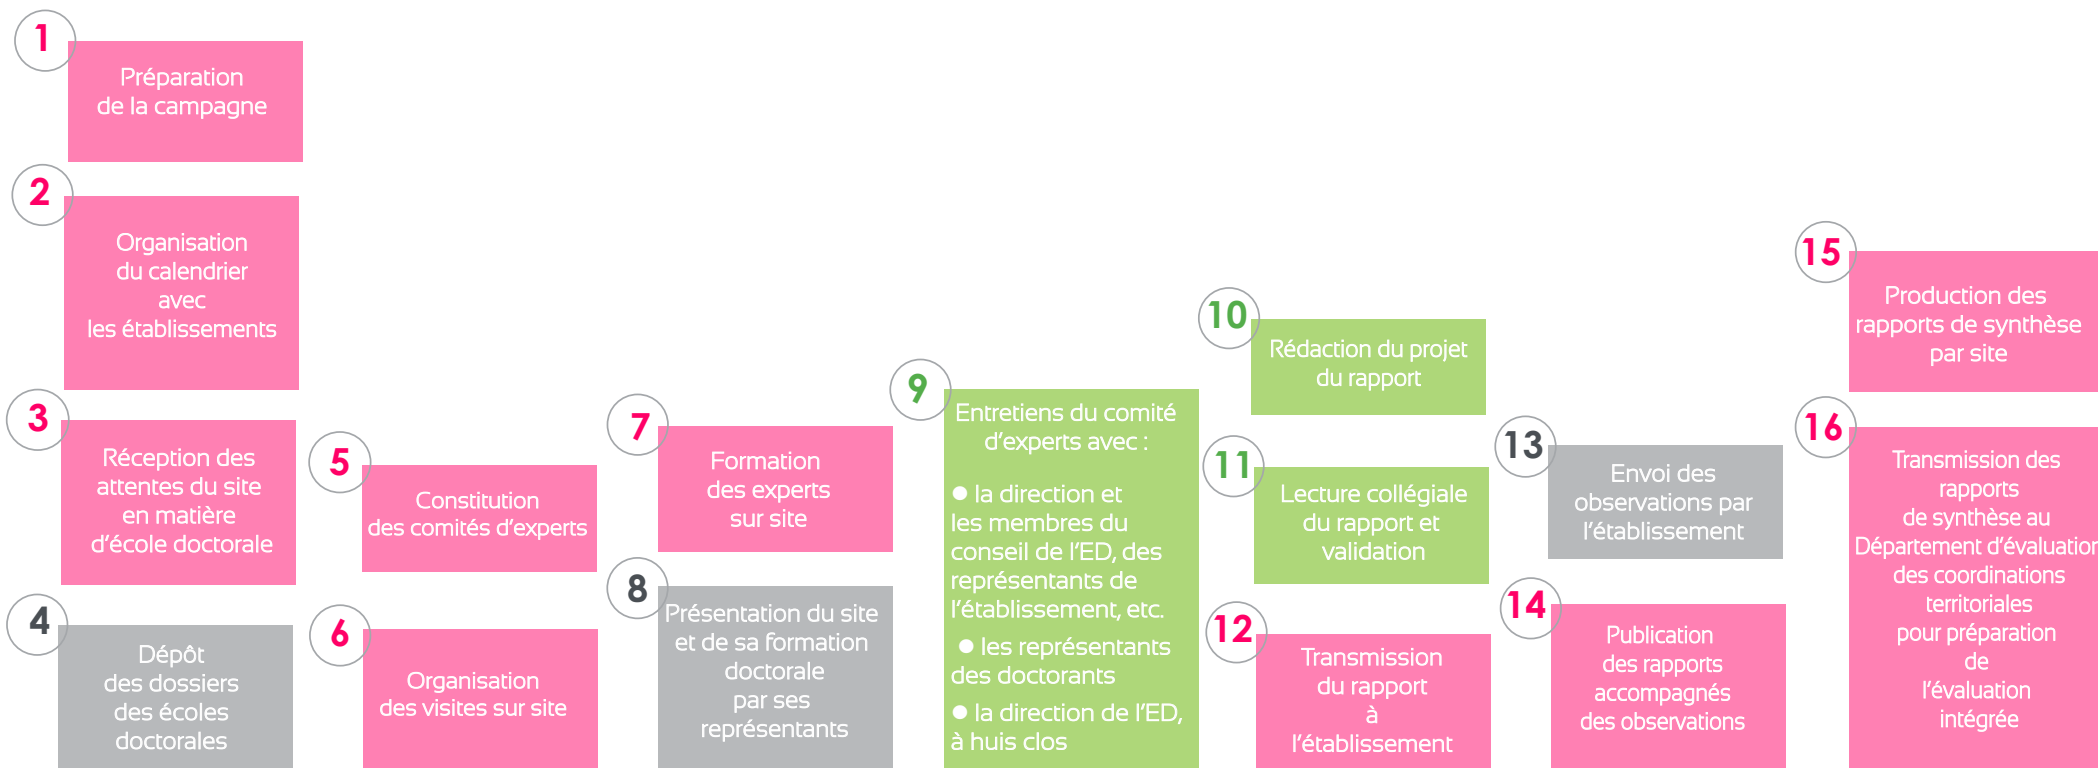 1
Préparation
de la campagne
2
Organisation
du calendrier
avec
les établissements
3
Réception des
attentes du site
en matière
d'école doctorale
4
Dépôt
des dossiers
des écoles
doctorales
5
Constitution
des comités d'experts
6
Organisation
des visites sur site
7
Formation
des experts
sur site
8
Présentation du site
et de sa formation
doctorale
par ses
représentants
9
Entretiens du comité
d'experts avec :
● la direction et
les membres du
conseil de l'ED, des
représentants de
l'établissement, etc.
● les représentants
des doctorants
● la direction de l'ED,
à huis clos
10
Rédaction du projet
du rapport
11
Lecture collégiale
du rapport et
validation
12
Transmission
du rapport
à
l'établissement
13
Envoi des
observations par
l'établissement
14
Publication
des rapports
accompagnés
des observations
15
Production des
rapports de synthèse
par site
16
Transmission des
rapports
de synthèse au
Département d'évaluation
des coordinations
territoriales
pour préparation
de
l'évaluation
intégrée